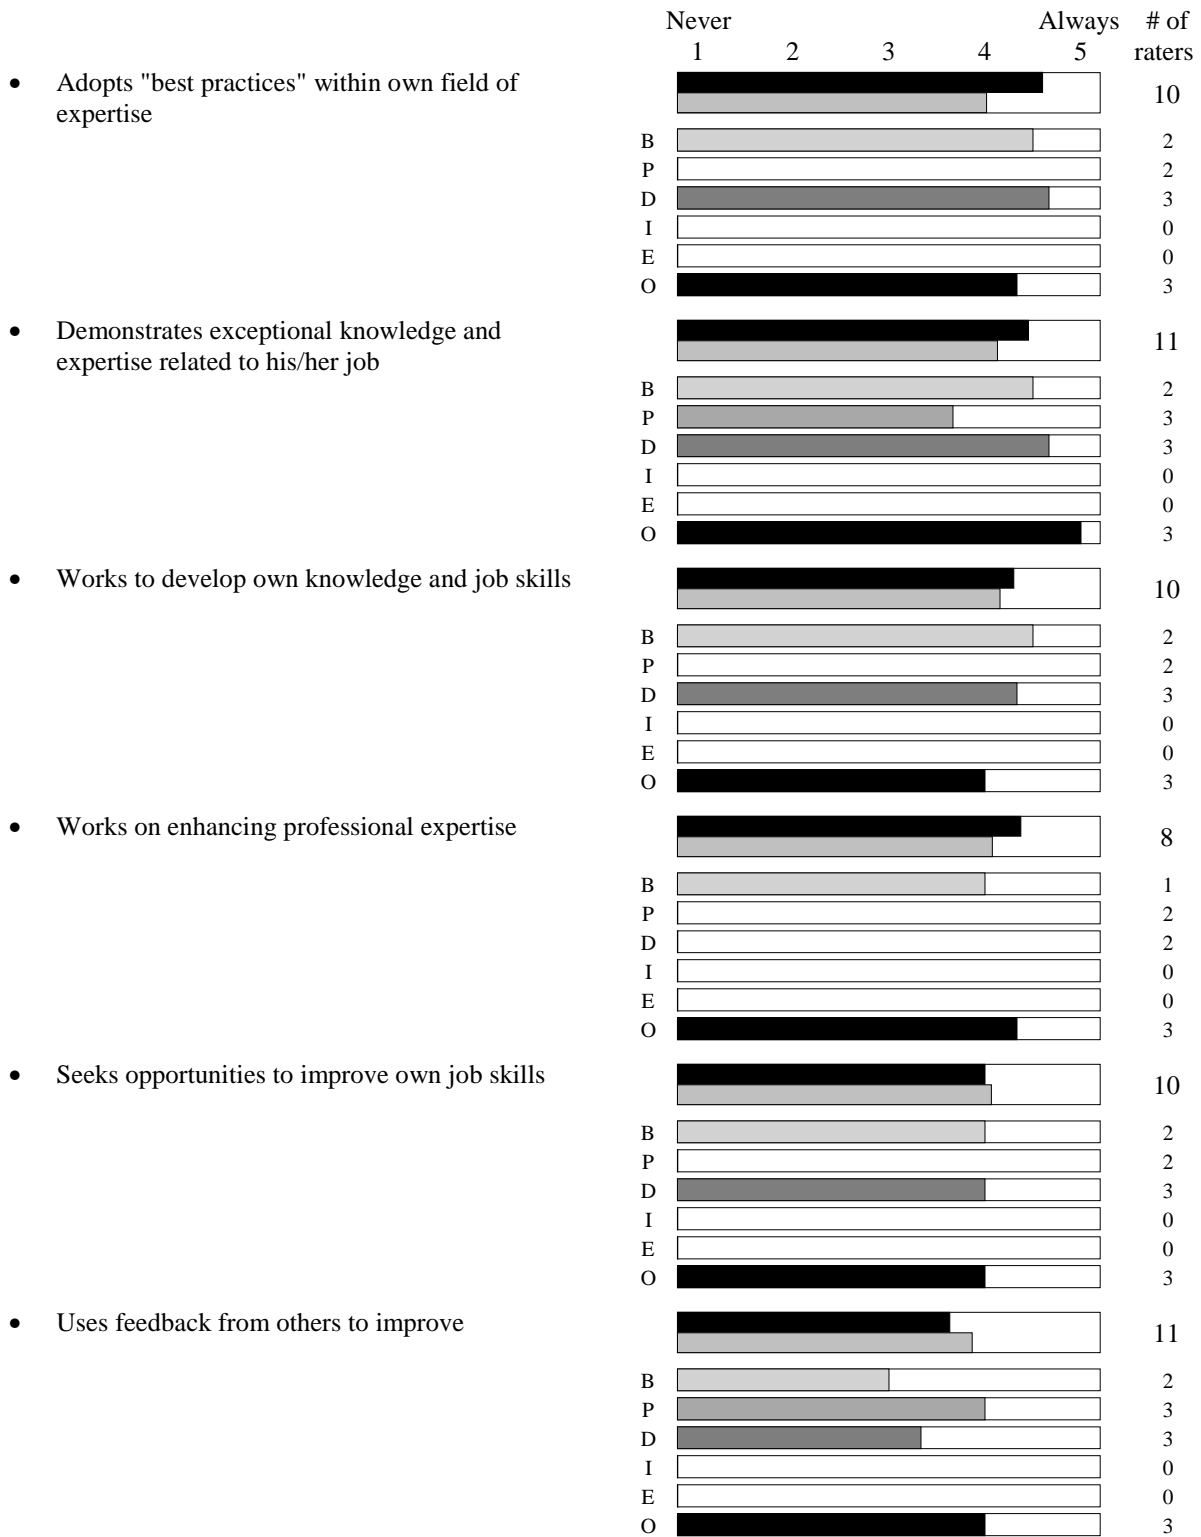 Never Always # of
1 2 3 4 5 raters
• Adopts "best practices" within own field of 10
expertise
B 2
P 2
D 3
I 0
E 0
O 3
• Demonstrates exceptional knowledge and 11
expertise related to his/her job
B 2
P 3
D 3
I 0
E 0
O 3
• Works to develop own knowledge and job skills 10
B 2
P 2
D 3
I 0
E 0
O 3
• Works on enhancing professional expertise 8
B 1
P 2
D 2
I 0
E 0
O 3
• Seeks opportunities to improve own job skills 10
B 2
P 2
D 3
I 0
E 0
O 3
• Uses feedback from others to improve 11
B 2
P 3
D 3
I 0
E 0
O 3